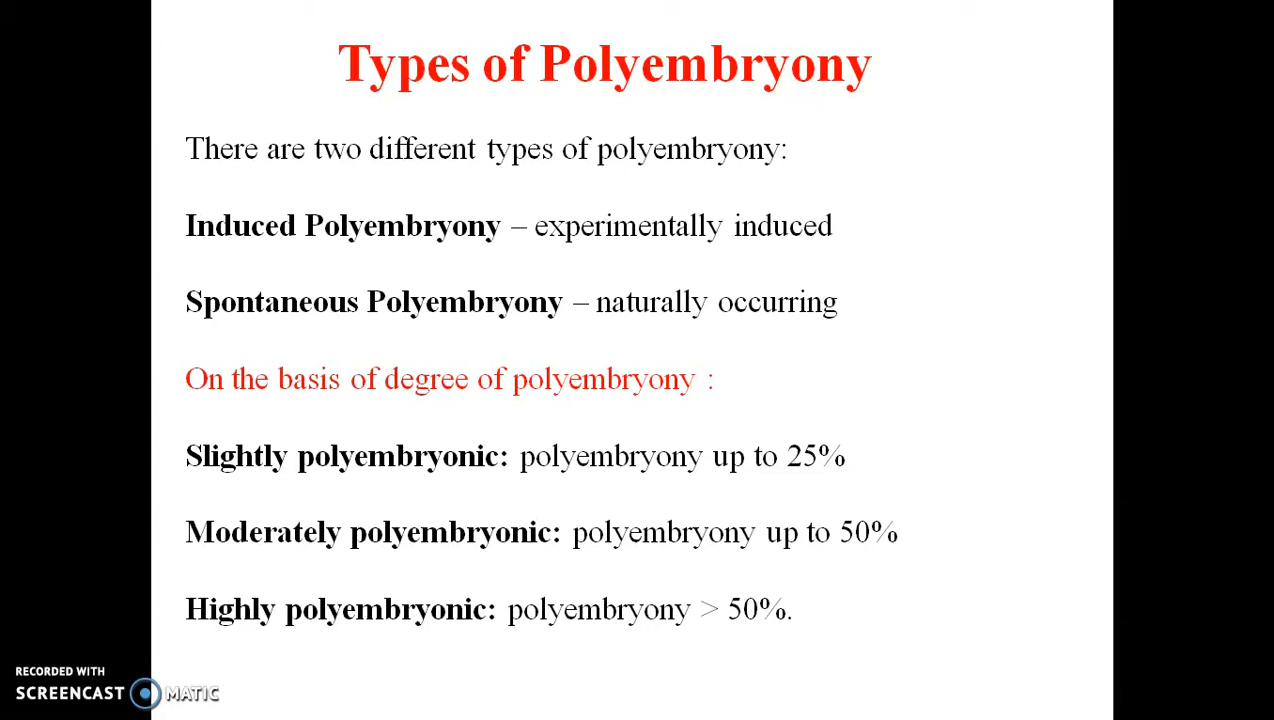 Types of Polyembryony
There are two different types of polyembryony:
Induced Polyembryony – experimentally induced
Spontaneous Polyembryony – naturally occurring
On the basis of degree of polyembryony :
Slightly polyembryonic: polyembryony up to 25%
Moderately polyembryonic: polyembryony up to 50%
Highly polyembryonic: polyembryony > 50%.
RECORDED WITH
SCREENCAST MATIC